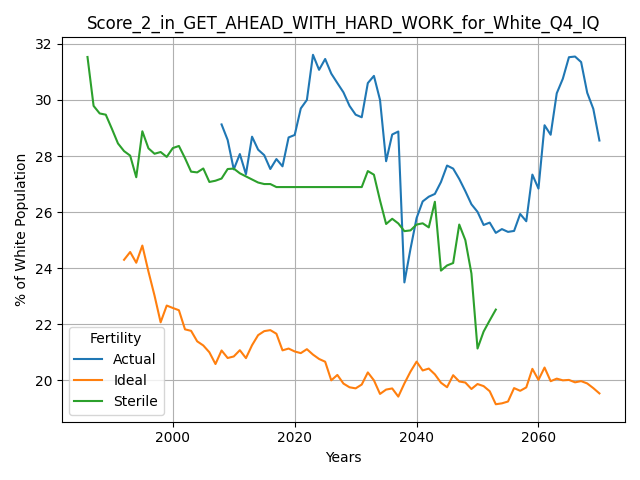 Score_2_in_GET_AHEAD_WITH_HARD_WORK_for_White_Q4_IQ
% of White Population
32
30
28
26
24
22
20
Fertility
Actual
Ideal
Sterile
2000
2020
2040
2060
Years